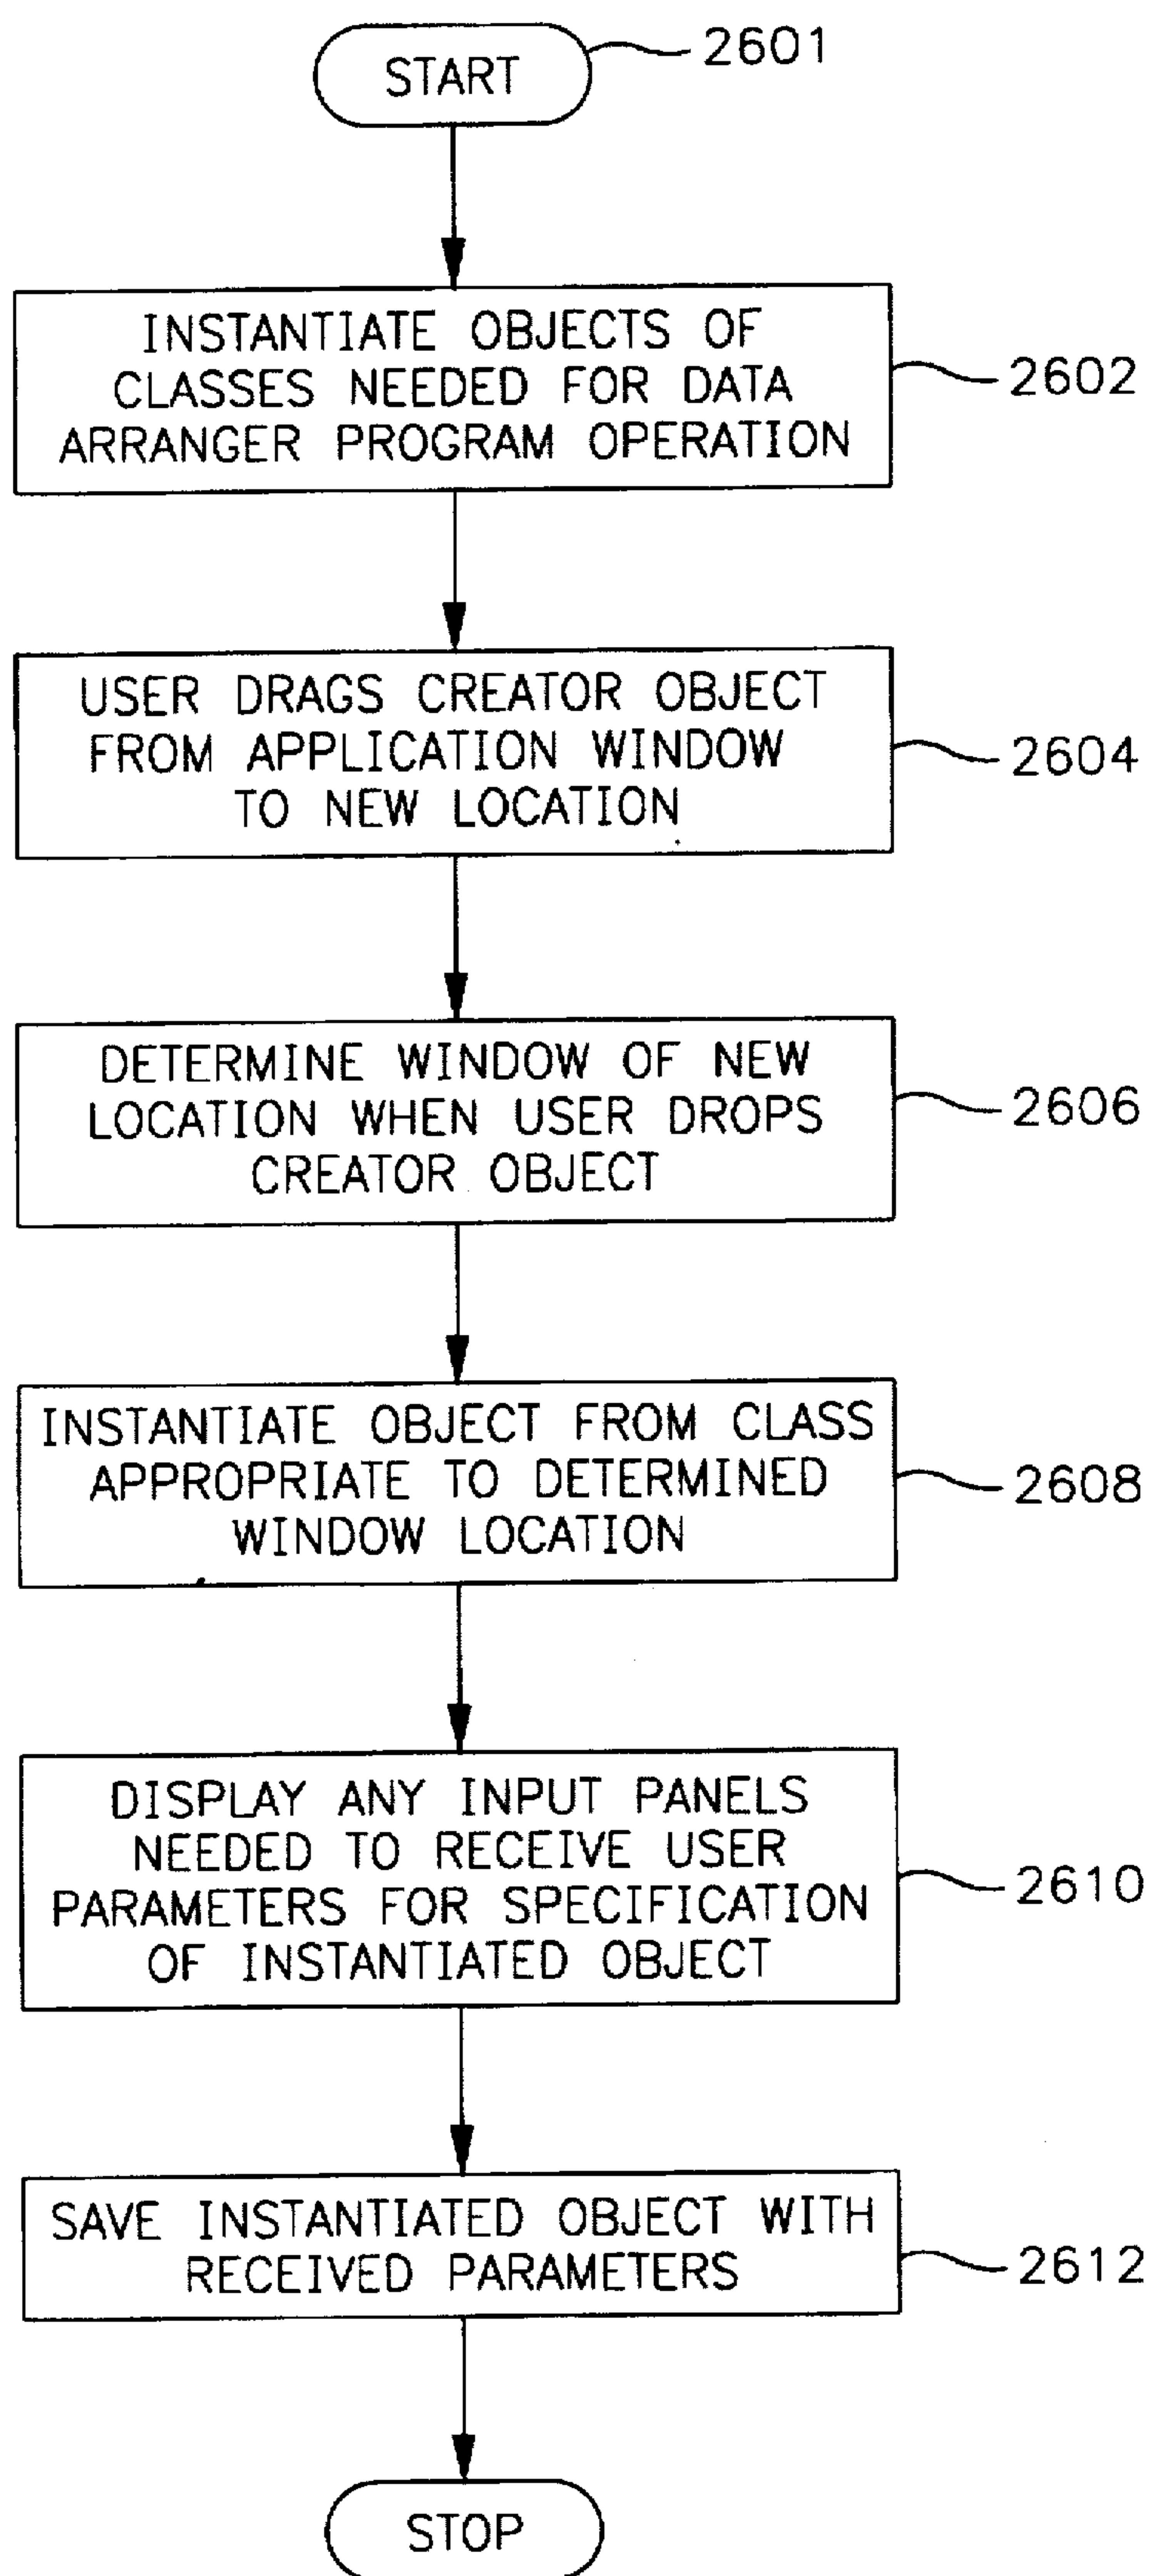 START
2601
INSTANTIATE OBJECTS OF
CLASSES NEEDED FOR DATA
ARRANGER PROGRAM OPERATION
2602
USER DRAGS CREATOR OBJECT
FROM APPLICATION WINDOW
TO NEW LOCATION
2604
DETERMINE WINDOW OF NEW
LOCATION WHEN USER DROPS
CREATOR OBJECT
2606
INSTANTIATE OBJECT FROM CLASS
APPROPRIATE TO DETERMINED
WINDOW LOCATION
2608
DISPLAY ANY INPUT PANELS
NEEDED TO RECEIVE USER
PARAMETERS FOR SPECIFICATION
OF INSTANTIATED OBJECT
2610
SAVE INSTANTIATED OBJECT WITH
RECEIVED PARAMETERS
2612
STOP